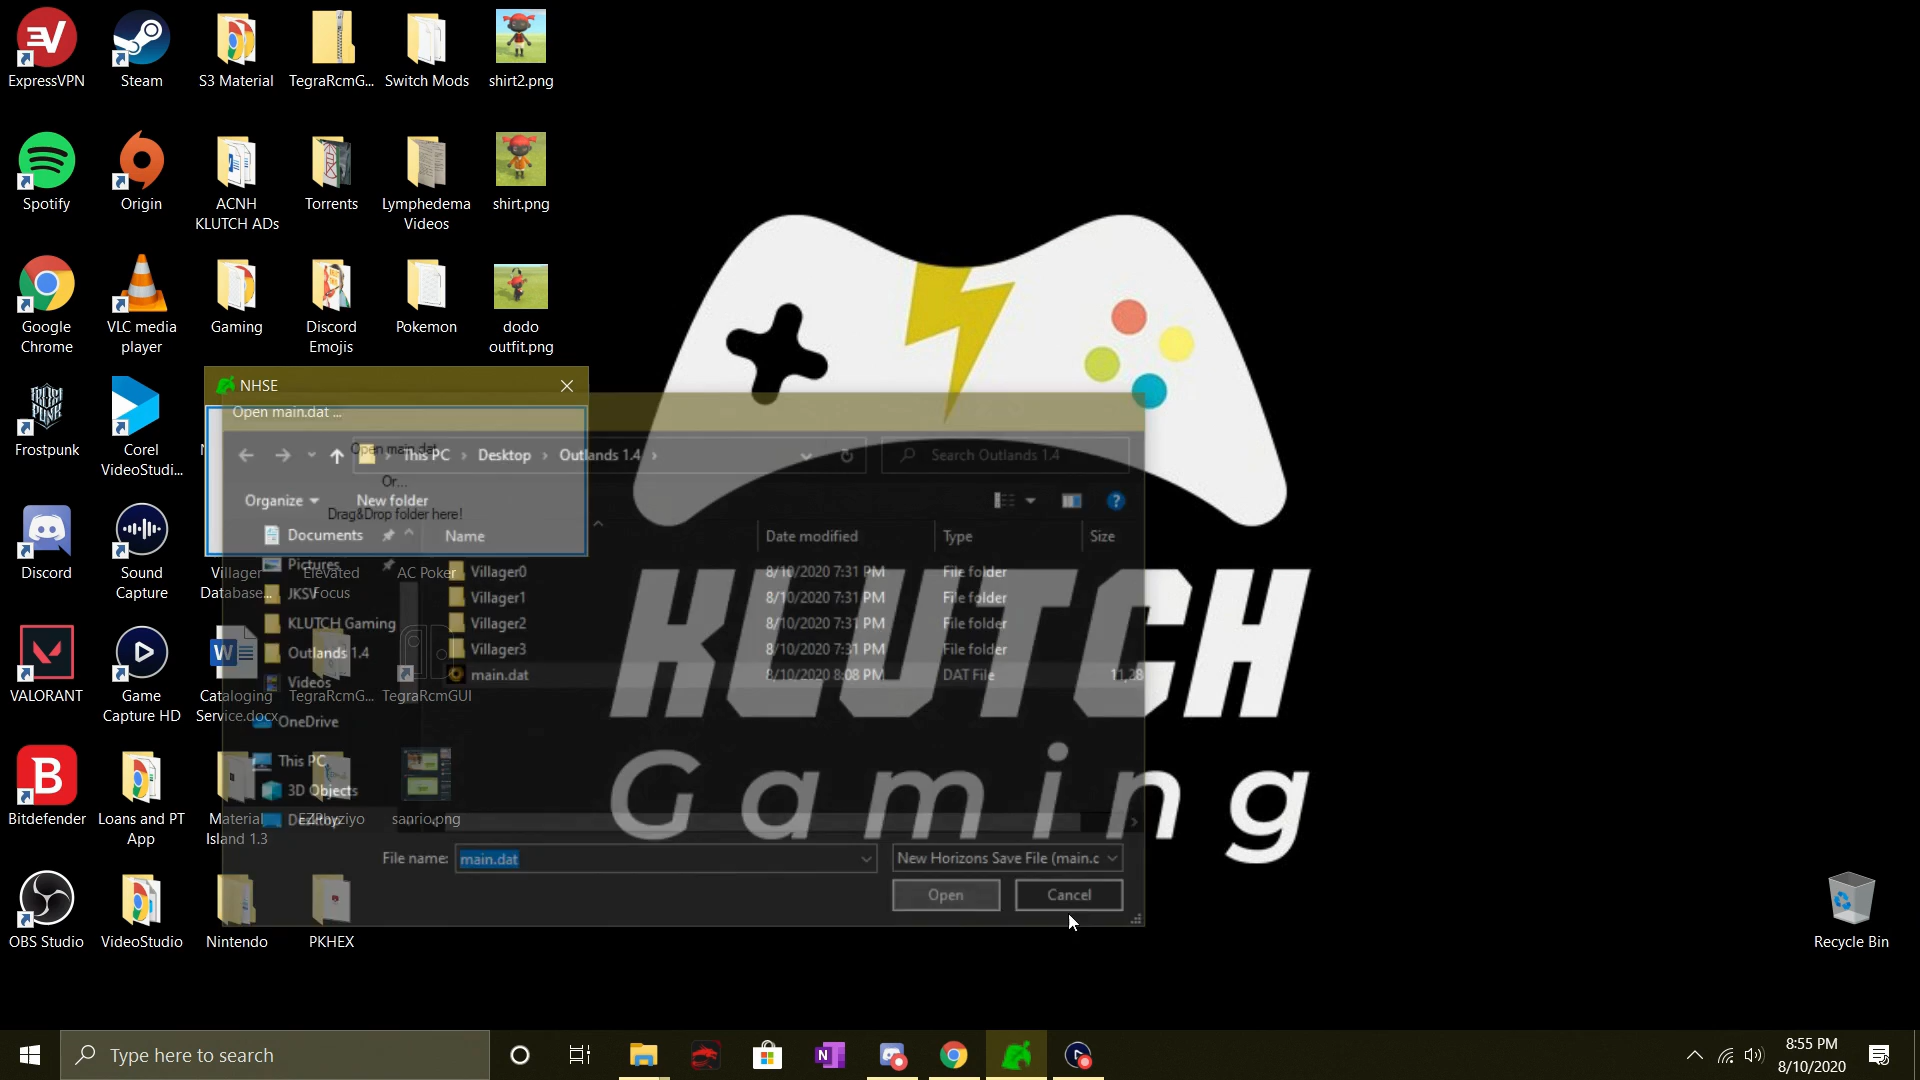 ExpressVPN
Steam
S3 Material
TegraRcmG...
Switch Mods
shirt2.png
Spotify
Origin
ACNH
KLUTCH ADs
Torrents
Lymphedema
Videos
shirt.png
Google
Chrome
VLC media
player
Gaming
Discord
Emojis
Pokemon
dodo
outfit.png
Frostpunk
Corel
VideoStudi...
NHSE
Open main.dat ...
Open main.dat
Or...
Drag&Drop folder here!
This PC > Desktop > Outlands 1.4 >
Search Outlands 1.4
Organize
New folder
Documents
Pictures
JKSV
KLUTCH Gaming
Outlands 1.4
Videos
OneDrive
This PC
3D Objects
Desktop
Name
Date modified
Type
Size
Villager0
8/10/2020 7:31 PM
File folder
Villager1
8/10/2020 7:31 PM
File folder
Villager2
8/10/2020 7:31 PM
File folder
Villager3
8/10/2020 7:31 PM
File folder
main.dat
8/10/2020 8:08 PM
DAT File
11,28
File name:
main.dat
New Horizons Save File (main.c
Open
Cancel
Discord
Sound
Capture
Villager
Database...
Elevated
Focus
AC Poker
VALORANT
Game
Capture HD
Cataloging
Service.docx
TegraRcmG...
TegraRcmGUI
Bitdefender
Loans and PT
App
Material
Island 1.3
EZPhyziyo
sanrio.png
OBS Studio
VideoStudio
Nintendo
PKHEX
KLUTCH
Gaming
Recycle Bin
Type here to search
8:55 PM
8/10/2020